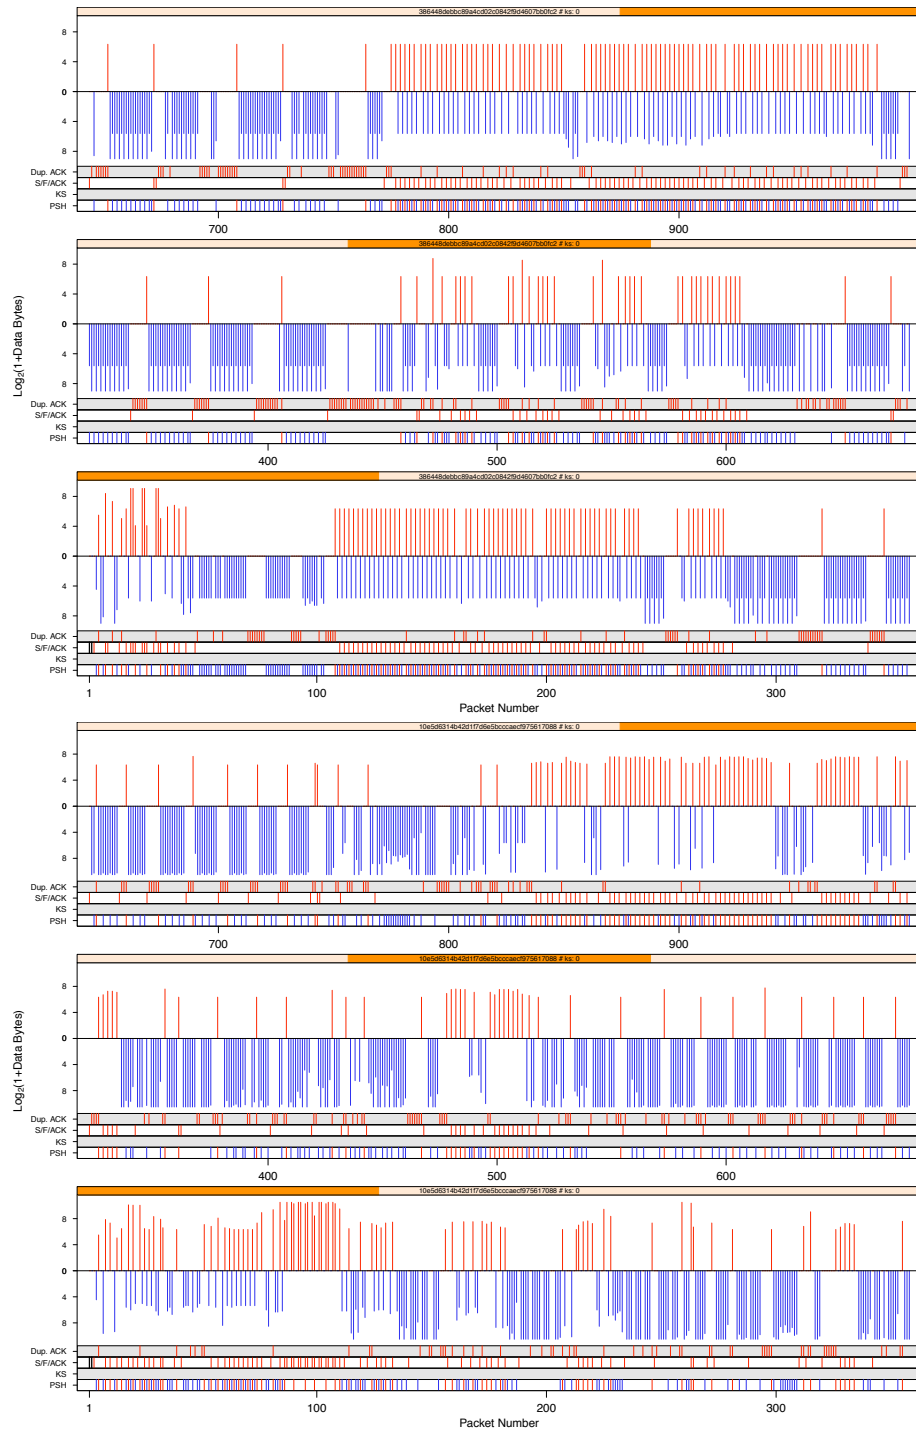 386448debbc89a4cd02c0842f9d4607bb0fc2 # ks: 0
8
4
0
4
8
Dup. ACK
S/F/ACK
KS
PSH
700
800
900
386448debbc89a4cd02c0842f9d4607bb0fc2 # ks: 0
8
4
0
4
8
Log2(1+Data Bytes)
Dup. ACK
S/F/ACK
KS
PSH
400
500
600
386448debbc89a4cd02c0842f9d4607bb0fc2 # ks: 0
8
4
0
4
8
Dup. ACK
S/F/ACK
KS
PSH
1
100
200
300
Packet Number
10e5d6314b42d1f7d6e5bcccaecf975617088 # ks: 0
8
4
0
4
8
Dup. ACK
S/F/ACK
KS
PSH
700
800
900
10e5d6314b42d1f7d6e5bcccaecf975617088 # ks: 0
8
4
0
4
8
Log2(1+Data Bytes)
Dup. ACK
S/F/ACK
KS
PSH
400
500
600
10e5d6314b42d1f7d6e5bcccaecf975617088 # ks: 0
8
4
0
4
8
Dup. ACK
S/F/ACK
KS
PSH
1
100
200
300
Packet Number